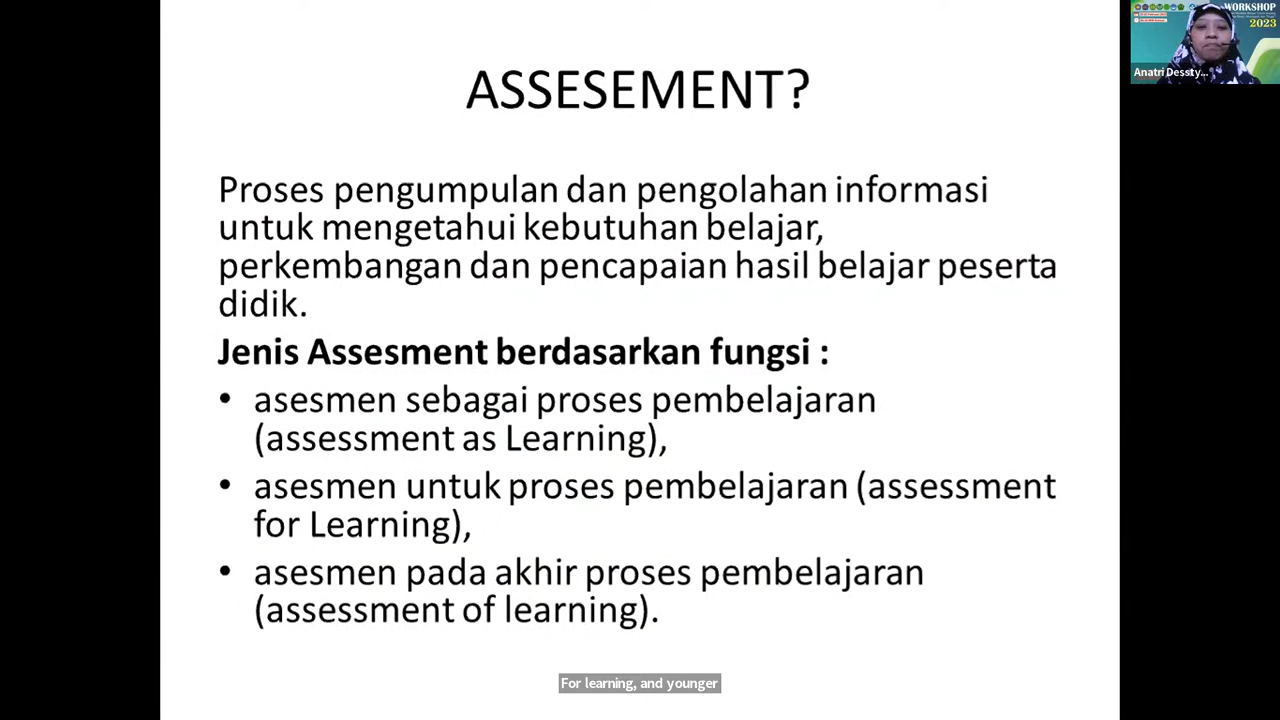 ASSESEMENT?
Proses pengumpulan dan pengolahan informasi
untuk mengetahui kebutuhan belajar,
perkembangan dan pencapaian hasil belajar peserta
didik.
Jenis Assesment berdasarkan fungsi :
• asesmen sebagai proses pembelajaran
(assessment as Learning),
• asesmen untuk proses pembelajaran (assessment
for Learning),
• asesmen pada akhir proses pembelajaran
(assessment of learning).
For learning, and younger
WORKSHOP
2023
Anatri Dessty...